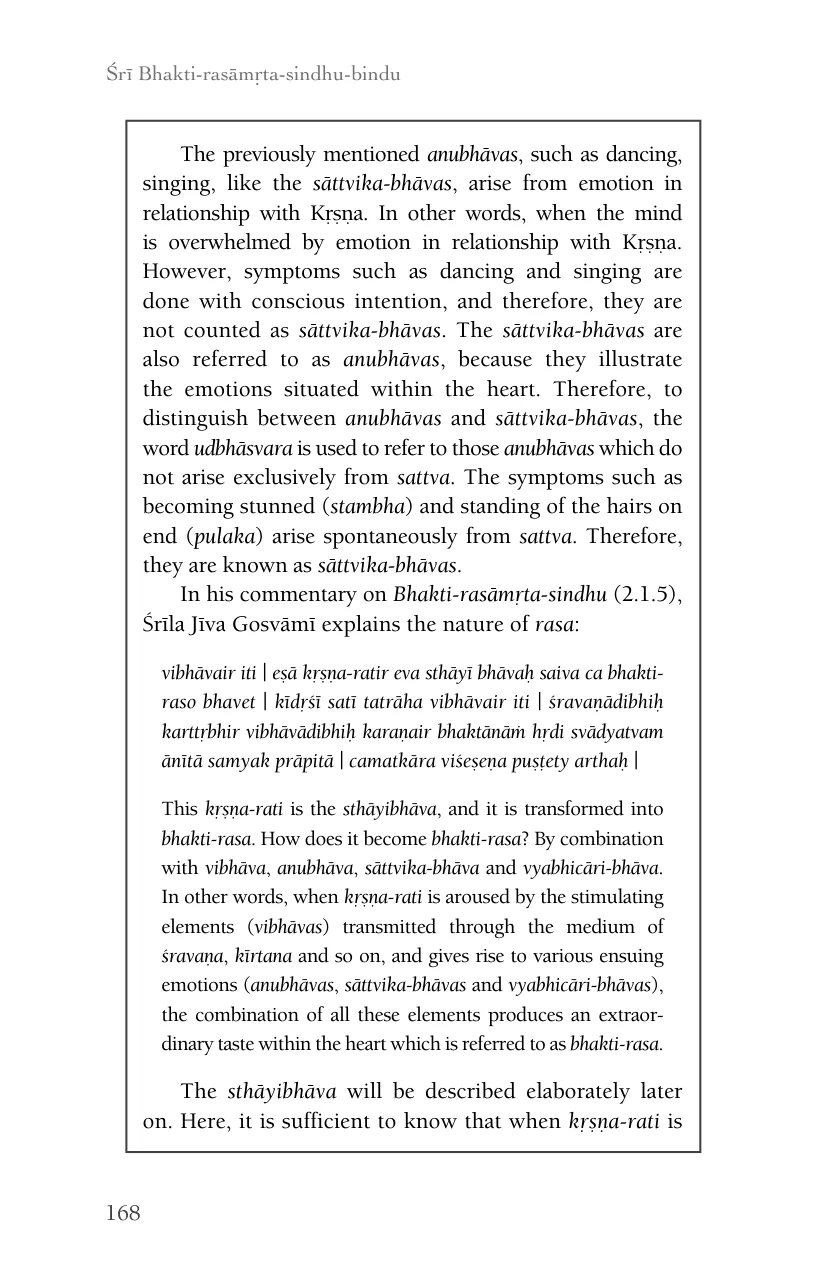 Śrī Bhakti-rasāmṛta-sindhu-bindu
The previously mentioned anubhāvas, such as dancing,
singing, like the sāttvika-bhāvas, arise from emotion in
relationship with Kṛṣṇa. In other words, when the mind
is overwhelmed by emotion in relationship with Kṛṣṇa.
However, symptoms such as dancing and singing are
done with conscious intention, and therefore, they are
not counted as sāttvika-bhāvas. The sāttvika-bhāvas are
also referred to as anubhāvas, because they illustrate
the emotions situated within the heart. Therefore, to
distinguish between anubhāvas and sāttvika-bhāvas, the
word udbhāsvara is used to refer to those anubhāvas which do
not arise exclusively from sattva. The symptoms such as
becoming stunned (stambha) and standing of the hairs on
end (pulaka) arise spontaneously from sattva. Therefore,
they are known as sāttvika-bhāvas.
In his commentary on Bhakti-rasāmṛta-sindhu (2.1.5),
Śrīla Jīva Gosvāmī explains the nature of rasa:
vibhāvair iti | eṣā kṛṣṇa-ratir eva sthāyī bhāvaḥ saiva ca bhakti-
raso bhavet | kīdṛśī satī tatrāha vibhāvair iti | śravaṇādibhiḥ
karttṛbhir vibhāvādibhiḥ karaṇair bhaktānāṁ hṛdi svādyatvam
ānītā samyak prāpitā | camatkāra viśeṣeṇa puṣṭety arthaḥ |
This kṛṣṇa-rati is the sthāyibhāva, and it is transformed into
bhakti-rasa. How does it become bhakti-rasa? By combination
with vibhāva, anubhāva, sāttvika-bhāva and vyabhicāri-bhāva.
In other words, when kṛṣṇa-rati is aroused by the stimulating
elements (vibhāvas) transmitted through the medium of
śravaṇa, kīrtana and so on, and gives rise to various ensuing
emotions (anubhāvas, sāttvika-bhāvas and vyabhicāri-bhāvas),
the combination of all these elements produces an extraor-
dinary taste within the heart which is referred to as bhakti-rasa.
The sthāyibhāva will be described elaborately later
on. Here, it is sufficient to know that when kṛṣṇa-rati is
168